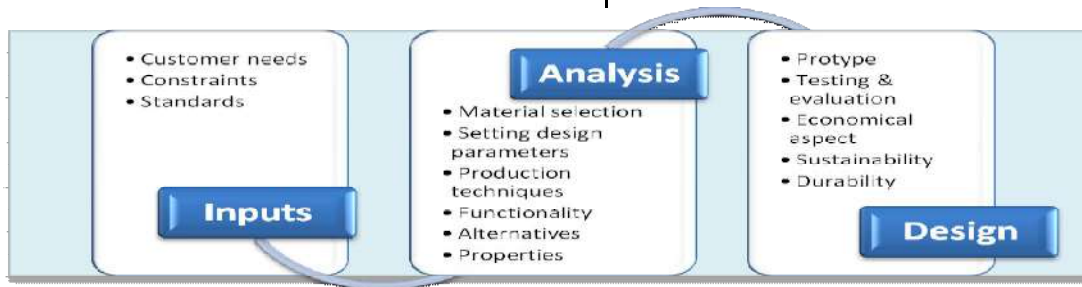 • Customer needs
• Constraints
• Standards
Inputs
Analysis
• Material selection
• Setting design
parameters
• Production
techniques
• Functionality
• Alternatives
• Properties
• Protype
• Testing &
evaluation
• Economical
aspect
• Sustainability
• Durability
Design